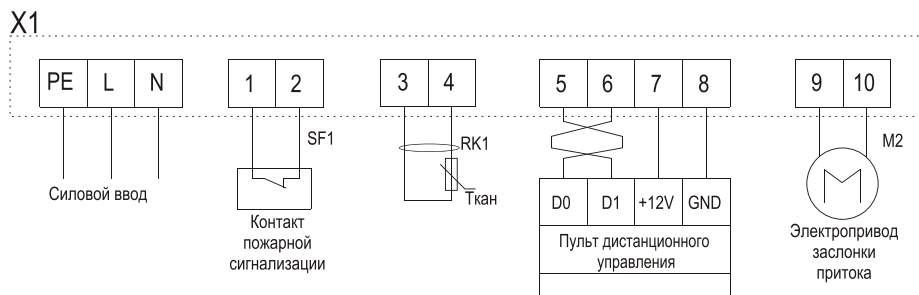 X1
PE L N 1 2 3 4 5 6 7 8 9 10
SF1
RK1
M2
Силовой ввод
Tкан
D0 D1 +12V GND
Контакт
пожарной
сигнализации
Пульт дистанционного
управления
Электропривод
заслонки
притока